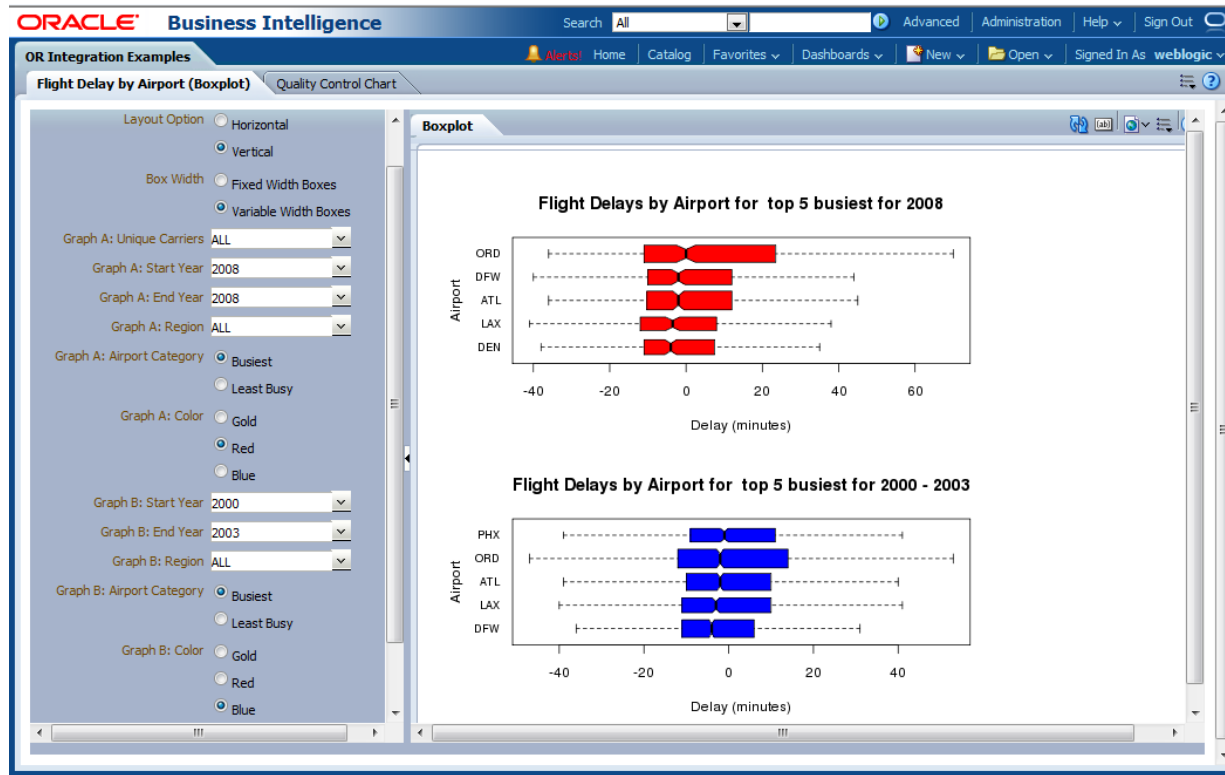 ORACLE Business Intelligence
Search All Advanced Administration Help Sign Out
OR Integration Examples
Alerts! Home Catalog Favorites Dashboards New Open Signed In As weblogic
Flight Delay by Airport (Boxplot) Quality Control Chart
Layout Option Horizontal
Vertical
Box Width Fixed Width Boxes
Variable Width Boxes
Graph A: Unique Carriers ALL
Graph A: Start Year 2008
Graph A: End Year 2008
Graph A: Region ALL
Graph A: Airport Category Busiest
Least Busy
Graph A: Color Gold
Red
Blue
Graph B: Start Year 2000
Graph B: End Year 2003
Graph B: Region ALL
Graph B: Airport Category Busiest
Least Busy
Graph B: Color Gold
Red
Blue
Boxplot
[ab]
Flight Delays by Airport for top 5 busiest for 2008
Airport
ORD
DFW
ATL
LAX
DEN
-40 -20 0 20 40 60
Delay (minutes)
Flight Delays by Airport for top 5 busiest for 2000 - 2003
Airport
PHX
ORD
ATL
LAX
DFW
-40 -20 0 20 40
Delay (minutes)